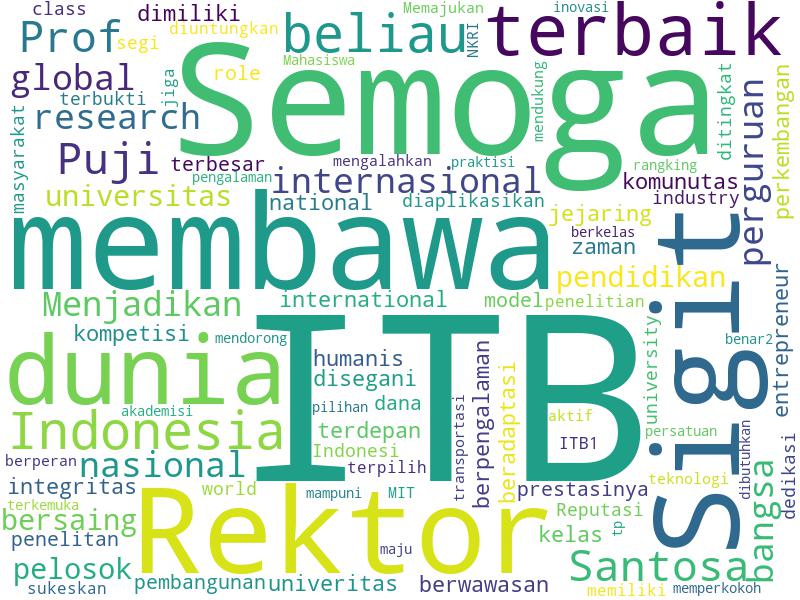 class
dimiliki
Memajukan
inovasi
Prof
segi
diuntungkan
beliau
NKRI
terbaik
global
jiga
role
Mahasiswa
Semoga
mendukung
ditingkat
terbukti
masyarakat
research
Puji
terbesar
pengalaman
mengalahkan
praktisi
rangking
perguruan
perkembangan
universitas
internasional
komunutas
industry
national
diaplikasikan
jejaring
berkelas
zaman
membawa
pendidikan
Menjadikan
international
model
penelitian
kompetisi
mendorong
ITB
university
Sigit
benar2
entrepreneur
dunia
humanis
disegani
pilihan
dana
akademisi
transportasi
berpengalaman
beradaptasi
aktif
Indonesia
terdepan
Indonesi
ITB1
persatuan
berperan
nasional
terpilih
teknologi
dibutuhkan
dedikasi
integritas
world
mampuni
MIT
prestasinya
terkemuka
bersaing
Rektor
Reputasi
bangsa
penelitan
maju
kelas
tp
pelosok
Santosa
sukeskan
pembangunan
univeritas
berwawasan
memiliki
memperkokoh